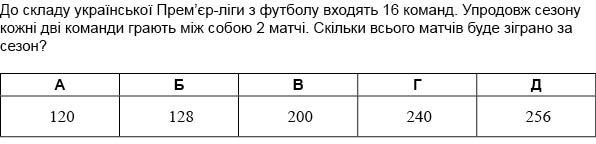 До складу української Прем’єр-ліги з футболу входять 16 команд. Упродовж сезону
кожні дві команди грають між собою 2 матчі. Скільки всього матчів буде зіграно за
сезон?
А Б В Г Д
120 128 200 240 256